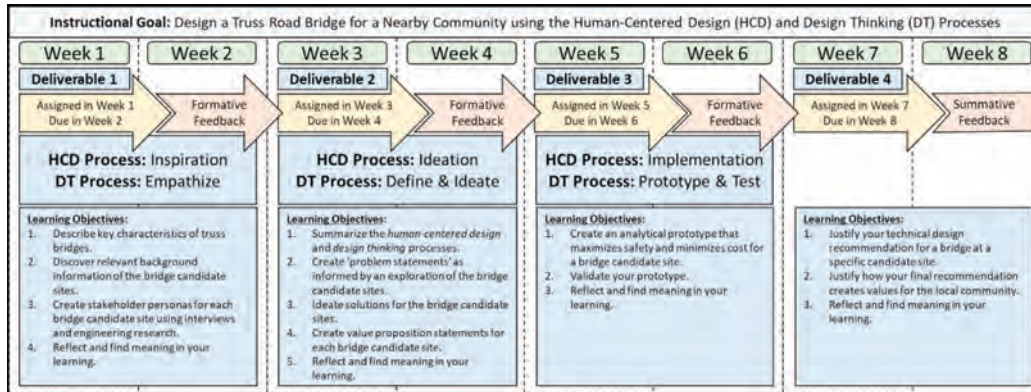 Instructional Goal: Design a Truss Road Bridge for a Nearby Community using the Human-Centered Design (HCD) and Design Thinking (DT) Processes
Week 1
Week 2
Week 3
Week 4
Week 5
Week 6
Week 7
Week 8
Deliverable 1
Assigned in Week 1
Due in Week 2
Formative
Feedback
Deliverable 2
Assigned in Week 3
Due in Week 4
Formative
Feedback
Deliverable 3
Assigned in Week 5
Due in Week 6
Formative
Feedback
Deliverable 4
Assigned in Week 7
Due in Week 8
Summative
Feedback
HCD Process: Inspiration
DT Process: Empathize
HCD Process: Ideation
DT Process: Define & Ideate
HCD Process: Implementation
DT Process: Prototype & Test
Learning Objectives:
1. Describe key characteristics of truss
bridges.
2. Discover relevant background
information of the bridge candidate
sites.
3. Create stakeholder personas for each
bridge candidate site using interviews
and engineering research.
4. Reflect and find meaning in your
learning.
Learning Objectives:
1. Summarize the human-centered design
and design thinking processes.
2. Create 'problem statements' as
informed by an exploration of the bridge
candidate sites.
3. Ideate solutions for the bridge candidate
sites.
4. Create value proposition statements for
each bridge candidate site.
5. Reflect and find meaning in your
learning.
Learning Objectives:
1. Create an analytical prototype that
maximizes safety and minimizes cost for
a bridge candidate site.
2. Validate your prototype.
3. Reflect and find meaning in your
learning.
Learning Objectives:
1. Justify your technical design
recommendation for a bridge at a
specific candidate site.
2. Justify how your final recommendation
creates values for the local community.
3. Reflect and find meaning in your
learning.